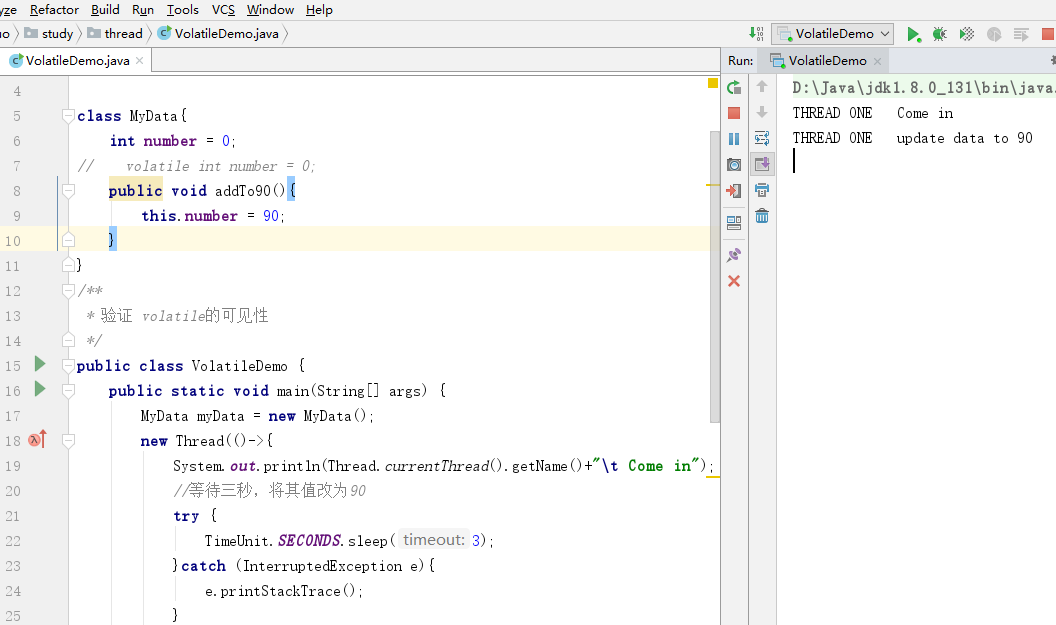 yze Refactor Build Run Tools VCS Window Help
study thread VolatileDemo.java VolatileDemo
VolatileDemo.java
Run: VolatileDemo
4
5 class MyData{
6 int number = 0;
7 // volatile int number = 0;
8 public void addTo90(){
9 this.number = 90;
10 }
11 }
12 /**
13 * 验证 volatile的可见性
14 */
15 public class VolatileDemo {
16 public static void main(String[] args) {
17 MyData myData = new MyData();
18 new Thread(()->{
19 System.out.println(Thread.currentThread().getName()+"\t Come in");
20 //等待三秒，将其值改为90
21 try {
22 TimeUnit.SECONDS.sleep( timeout: 3);
23 }catch (InterruptedException e){
24 e.printStackTrace();
25 }
D:\Java\jdk1.8.0_131\bin\java.
THREAD ONE Come in
THREAD ONE update data to 90